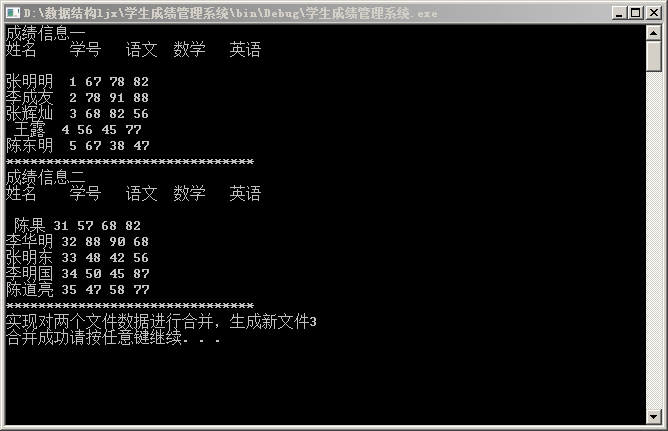 D:\数据结构ljx\学生成绩管理系统\bin\Debug\学生成绩管理系统.exe
成绩信息一
姓名 学号 语文 数学 英语
张明明 1 67 78 82
李成友 2 78 91 88
张辉灿 3 68 82 56
王露 4 56 45 77
陈东明 5 67 38 47
*******************************
成绩信息二
姓名 学号 语文 数学 英语
陈果 31 57 68 82
李华明 32 88 90 68
张明东 33 48 42 56
李明国 34 50 45 87
陈道亮 35 47 58 77
*******************************
实现对两个文件数据进行合并，生成新文件3
合并成功请按任意键继续. . .